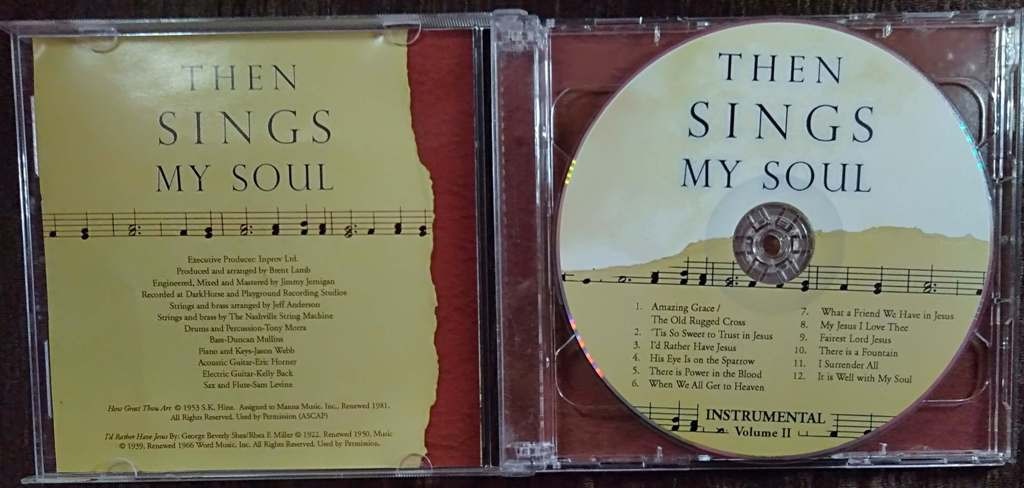 THEN
SINGS
MY SOUL
Executive Producer: Inprov Ltd.
Produced and arranged by Brent Lamb
Engineered, Mixed and Mastered by Jimmy Jernigan
Recorded at DarkHorse and Playground Recording Studios
Strings and brass arranged by Jeff Anderson
Strings and brass by The Nashville String Machine
Drums and Percussion-Tony Morra
Bass-Duncan Mullins
Piano and Keys-Jason Webb
Acoustic Guitar-Eric Horner
Electric Guitar-Kelly Back
Sax and Flute-Sam Levine
How Great Thou Art © 1953 S.K. Hine. Assigned to Manna Music, Inc., Renewed 1981.
All Rights Reserved. Used by Permission (ASCAP)
I'd Rather Have Jesus By: George Beverly Shea/Rhea F. Miller © 1922. Renewed 1950. Music
© 1939. Renewed 1966 Word Music, Inc. All Rights Reserved. Used by Permission.
THEN
SINGS
MY SOUL
1. Amazing Grace /
The Old Rugged Cross
2. 'Tis So Sweet to Trust in Jesus
3. I'd Rather Have Jesus
4. His Eye Is on the Sparrow
5. There is Power in the Blood
6. When We All Get to Heaven
7. What a Friend We Have in Jesus
8. My Jesus I Love Thee
9. Fairest Lord Jesus
10. There is a Fountain
11. I Surrender All
12. It is Well with My Soul
INSTRUMENTAL
Volume II